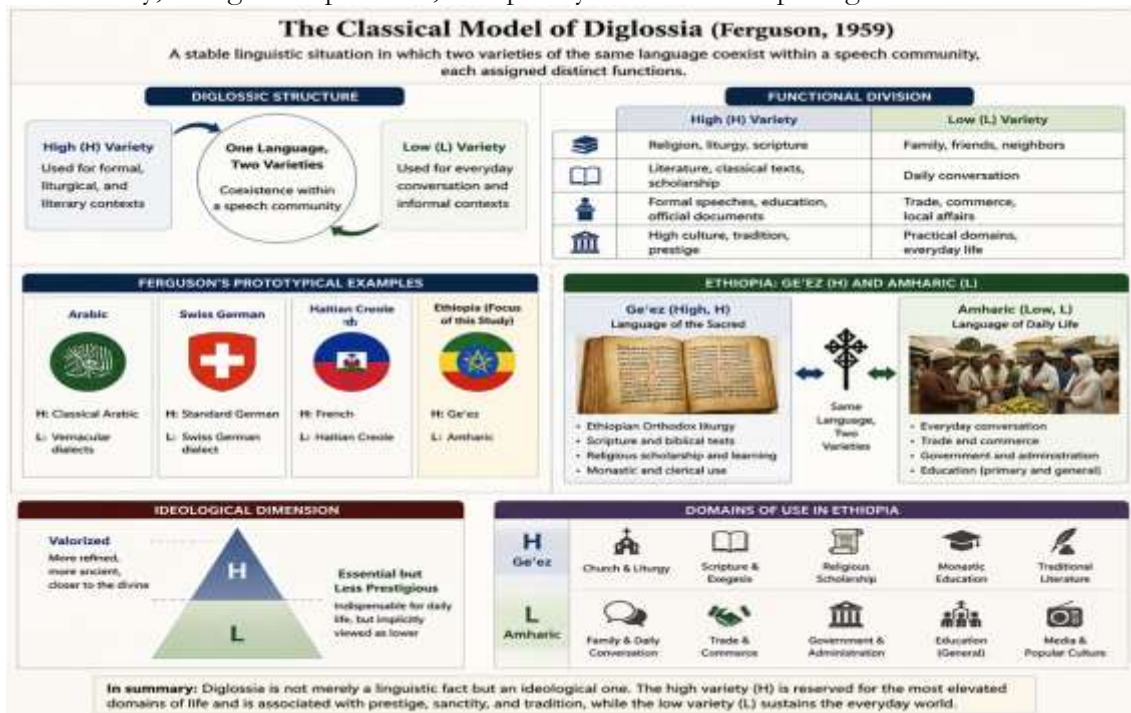 The Classical Model of Diglossia (Ferguson, 1959)
A stable linguistic situation in which two varieties of the same language coexist within a speech community,
each assigned distinct functions.
DIGLOSSIC STRUCTURE
High (H) Variety
Used for formal,
liturgical, and
literary contexts
One Language,
Two Varieties
Coexistence within
a speech community
Low (L) Variety
Used for everyday
conversation and
informal contexts
FUNCTIONAL DIVISION
High (H) Variety
Low (L) Variety
Religion, liturgy, scripture
Family, friends, neighbors
Literature, classical texts,
scholarship
Daily conversation
Formal speeches, education,
official documents
Trade, commerce,
local affairs
High culture, tradition,
prestige
Practical domains,
everyday life
FERGUSON'S PROTOTYPICAL EXAMPLES
Arabic
H: Classical Arabic
L: Vernacular
dialects
Swiss German
H: Standard German
L: Swiss German
dialect
Haitian Creole
H: French
L: Haitian Creole
Ethiopia (Focus
of this Study)
H: Ge'ez
L: Amharic
ETHIOPIA: GE'EZ (H) AND AMHARIC (L)
Ge'ez (High, H)
Language of the Sacred
• Ethiopian Orthodox liturgy
• Scripture and biblical texts
• Religious scholarship and learning
• Monastic and clerical use
Same
Language,
Two
Varieties
Amharic (Low, L)
Language of Daily Life
• Everyday conversation
• Trade and commerce
• Government and administration
• Education (primary and general)
IDEOLOGICAL DIMENSION
Valorized
More refined,
more ancient,
closer to the divine
H
L
Essential but
Less Prestigious
Indispensable for daily
life, but implicitly
viewed as lower
DOMAINS OF USE IN ETHIOPIA
H
Ge'ez
Church & Liturgy
Scripture &
Exegesis
Religious
Scholarship
Monastic
Education
Traditional
Literature
L
Amharic
Family & Daily
Conversation
Trade &
Commerce
Government &
Administration
Education
(General)
Media &
Popular Culture
In summary: Diglossia is not merely a linguistic fact but an ideological one. The high variety (H) is reserved for the most elevated
domains of life and is associated with prestige, sanctity, and tradition, while the low variety (L) sustains the everyday world.